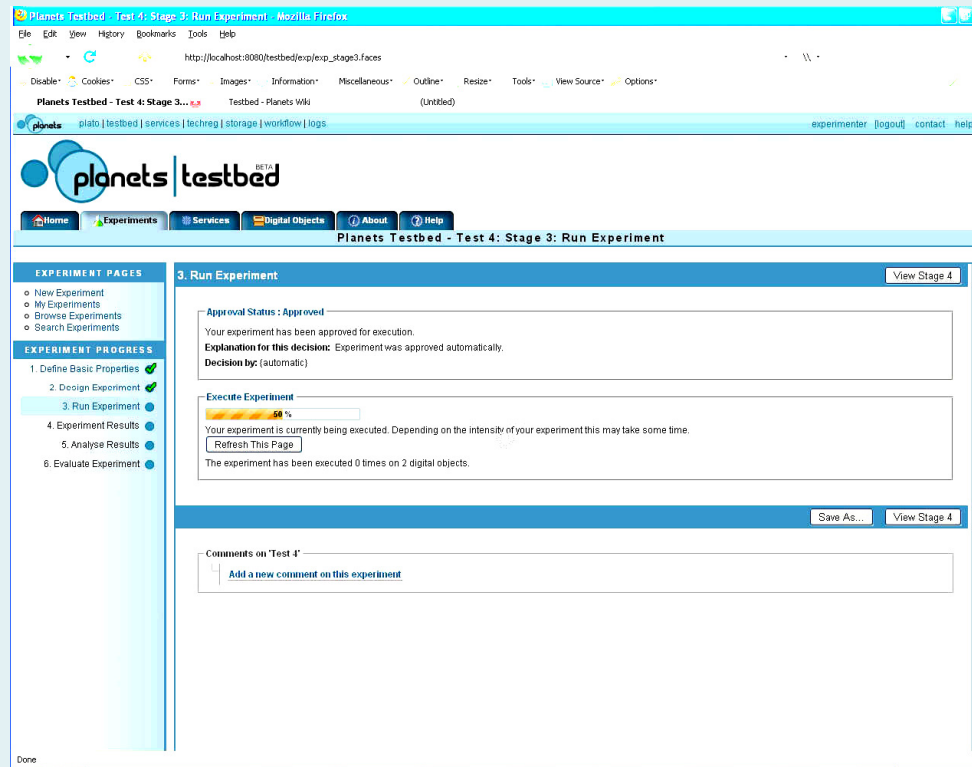 Planets Testbed - Test 4: Stage 3: Run Experiment - Mozilla Firefox
File Edit View History Bookmarks Tools Help
http://localhost:8080/testbed/exp/exp_stage3.faces
Disable Cookies CSS Forms Images Information Miscellaneous Outline Resize Tools View Source Options
Planets Testbed - Test 4: Stage 3... Testbed - Planets Wiki (Untitled)
planets plato | testbed | services | techreg | storage | workflow | logs experimenter [logout] contact help
planets testbed BETA
Home Experiments Services Digital Objects About Help
Planets Testbed - Test 4: Stage 3: Run Experiment
EXPERIMENT PAGES
New Experiment
My Experiments
Browse Experiments
Search Experiments
EXPERIMENT PROGRESS
1. Define Basic Properties
2. Design Experiment
3. Run Experiment
4. Experiment Results
5. Analyse Results
6. Evaluate Experiment
3. Run Experiment View Stage 4
Approval Status : Approved
Your experiment has been approved for execution.
Explanation for this decision: Experiment was approved automatically.
Decision by: (automatic)
Execute Experiment
50 %
Your experiment is currently being executed. Depending on the intensity of your experiment this may take some time.
Refresh This Page
The experiment has been executed 0 times on 2 digital objects.
Save As... View Stage 4
Comments on 'Test 4'
Add a new comment on this experiment
Done